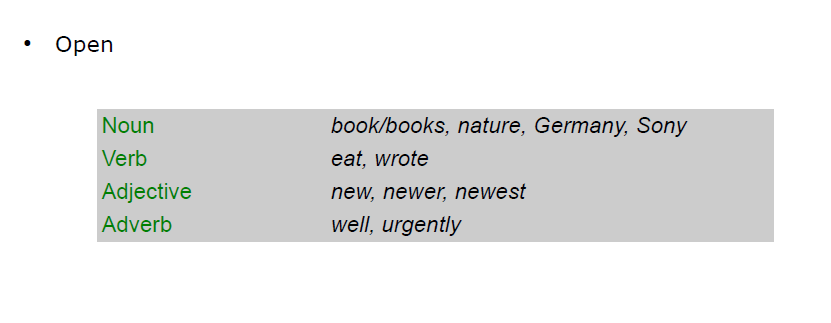 • Open
Noun book/books, nature, Germany, Sony
Verb eat, wrote
Adjective new, newer, newest
Adverb well, urgently